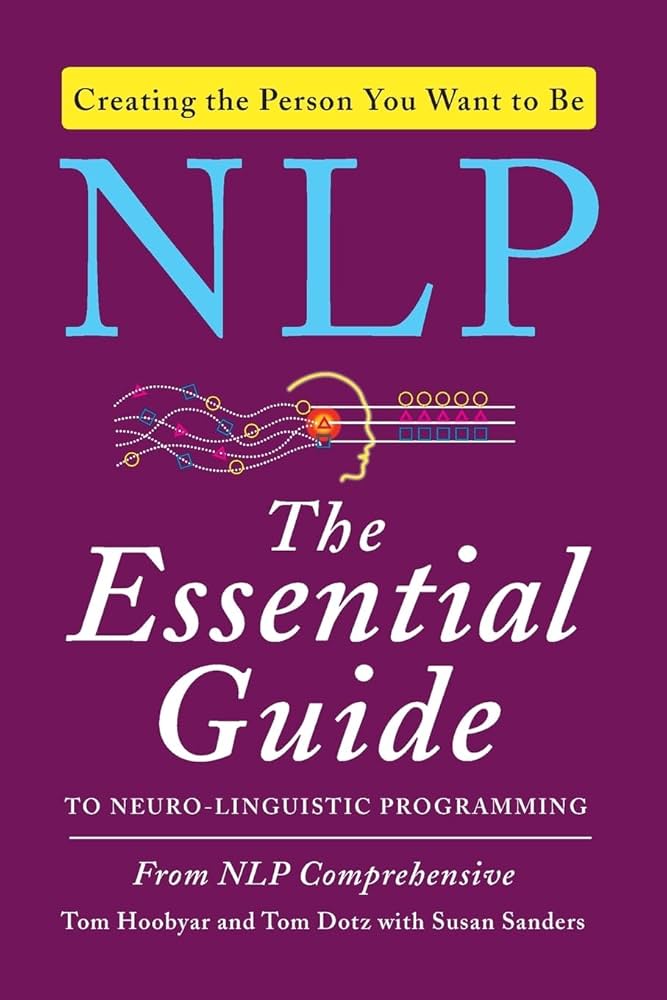 Creating the Person You Want to Be
NLP
The
Essential
Guide
TO NEURO-LINGUISTIC PROGRAMMING
From NLP Comprehensive
Tom Hoobyar and Tom Dotz with Susan Sanders